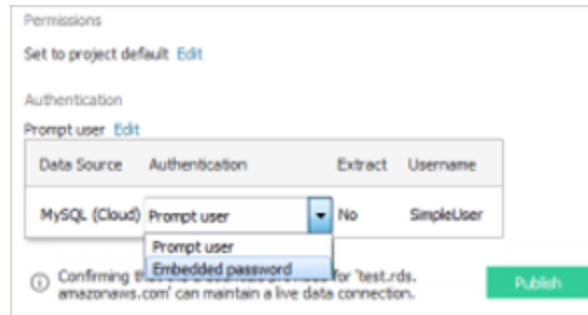 Permissions
Set to project default Edit
Authentication
Prompt user Edit
Data Source Authentication Extract Username
MySQL (Cloud) Prompt user No SimpleUser
Prompt user
Embedded password
Confirming for 'test.rds.
amazonaws.com' can maintain a live data connection.
Publish